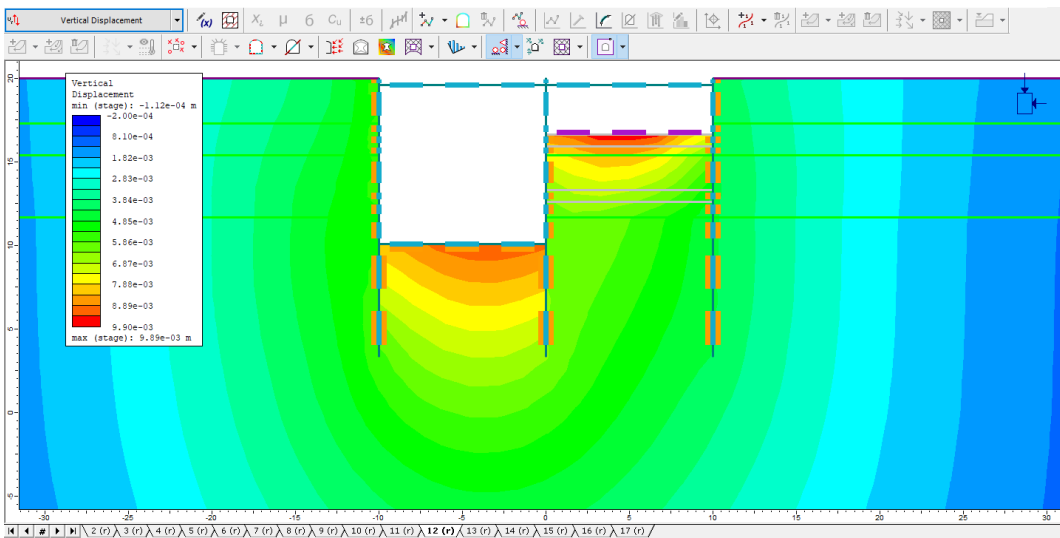 Vertical Displacement
(x)
X_L μ б C_u ±б
20
15
10
5
0
-5
Vertical
Displacement
min (stage): -1.12e-04 m
-2.00e-04
8.10e-04
1.82e-03
2.83e-03
3.84e-03
4.85e-03
5.86e-03
6.87e-03
7.88e-03
8.89e-03
9.90e-03
max (stage): 9.89e-03 m
-30 -25 -20 -15 -10 -5 0 5 10 15 20 25 30
# 2 (r) 3 (r) 4 (r) 5 (r) 6 (r) 7 (r) 8 (r) 9 (r) 10 (r) 11 (r) 12 (r) 13 (r) 14 (r) 15 (r) 16 (r) 17 (r)